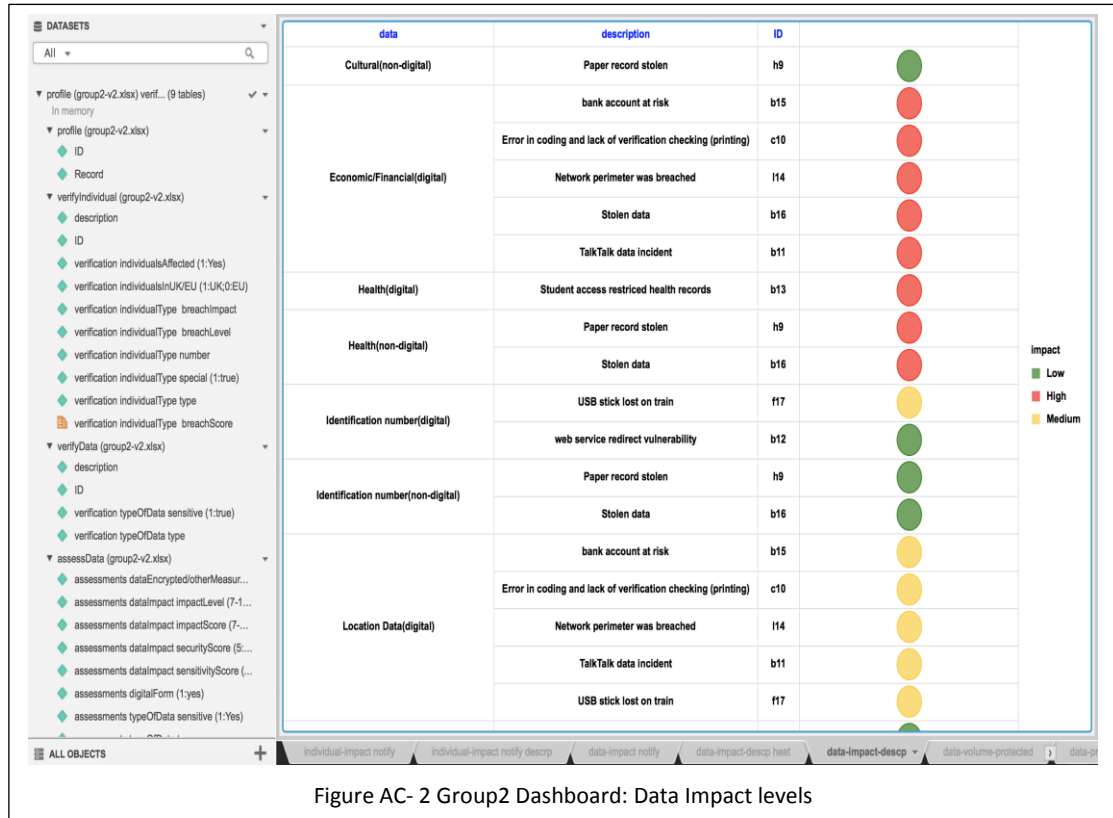 DATASETS
All
profile (group2-v2.xlsx) verif... (9 tables)
In memory
profile (group2-v2.xlsx)
ID
Record
verifyIndividual (group2-v2.xlsx)
description
ID
verification individualsAffected (1:Yes)
verification individualsInUK/EU (1:UK;0:EU)
verification individualType breachImpact
verification individualType breachLevel
verification individualType number
verification individualType special (1:true)
verification individualType type
verification individualType breachScore
verifyData (group2-v2.xlsx)
description
ID
verification typeOfData sensitive (1:true)
verification typeOfData type
assessData (group2-v2.xlsx)
assessments dataEncrypted/otherMeasur...
assessments dataImpact impactLevel (7-1...
assessments dataImpact impactScore (7-...
assessments dataImpact securityScore (5:...
assessments dataImpact sensitivityScore (...
assessments digitalForm (1:yes)
assessments typeOfData sensitive (1:Yes)
ALL OBJECTS
data description ID
Cultural(non-digital) Paper record stolen h9
Economic/Financial(digital)
bank account at risk b15
Error in coding and lack of verification checking (printing) c10
Network perimeter was breached l14
Stolen data b16
TalkTalk data incident b11
Health(digital) Student access restriced health records b13
Health(non-digital)
Paper record stolen h9
Stolen data b16
Identification number(digital)
USB stick lost on train f17
web service redirect vulnerability b12
Identification number(non-digital)
Paper record stolen h9
Stolen data b16
Location Data(digital)
bank account at risk b15
Error in coding and lack of verification checking (printing) c10
Network perimeter was breached l14
TalkTalk data incident b11
USB stick lost on train f17
impact
Low
High
Medium
individual-impact notify
individual-impact notify descrp
data-impact notify
data-impact-descp heat
data-impact-descp
data-volume-protected
data-pr
Figure AC- 2 Group2 Dashboard: Data Impact levels